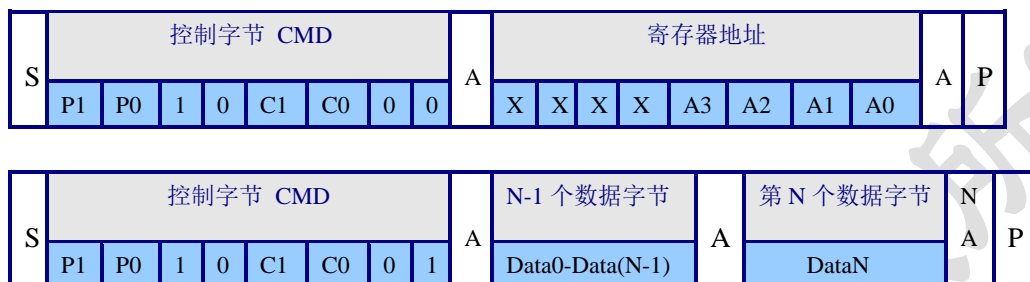 控制字节 CMD 寄存器地址
S A A P
P1 P0 1 0 C1 C0 0 0 X X X X A3 A2 A1 A0
控制字节 CMD N-1 个数据字节 第 N 个数据字节 N
S A A A P
P1 P0 1 0 C1 C0 0 1 Data0-Data(N-1) DataN
所